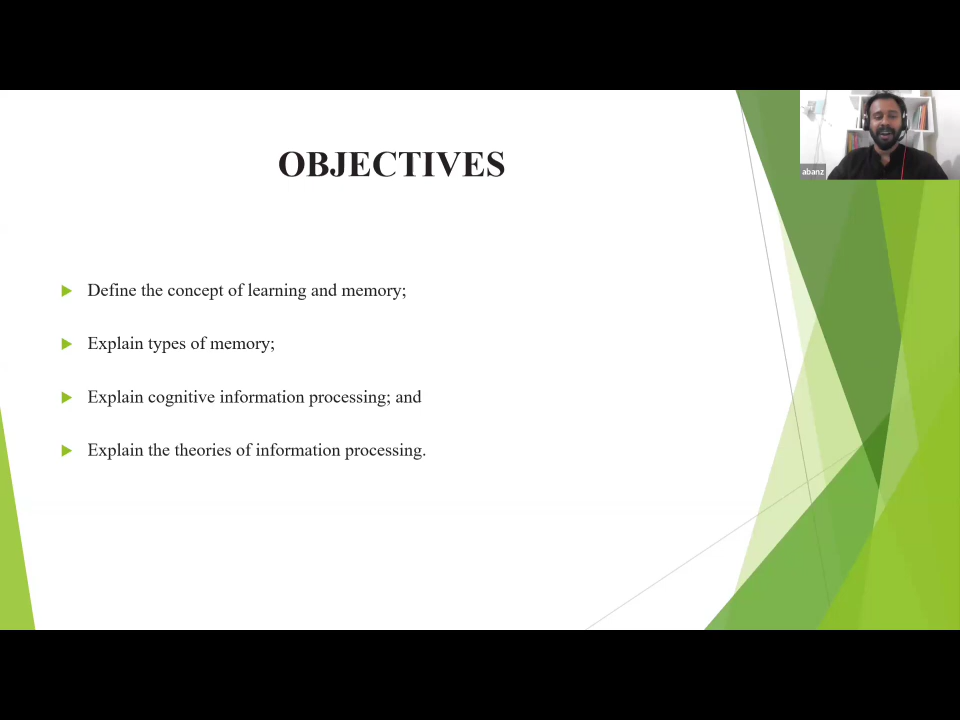 OBJECTIVES
abanz
Define the concept of learning and memory;
Explain types of memory;
Explain cognitive information processing; and
Explain the theories of information processing.